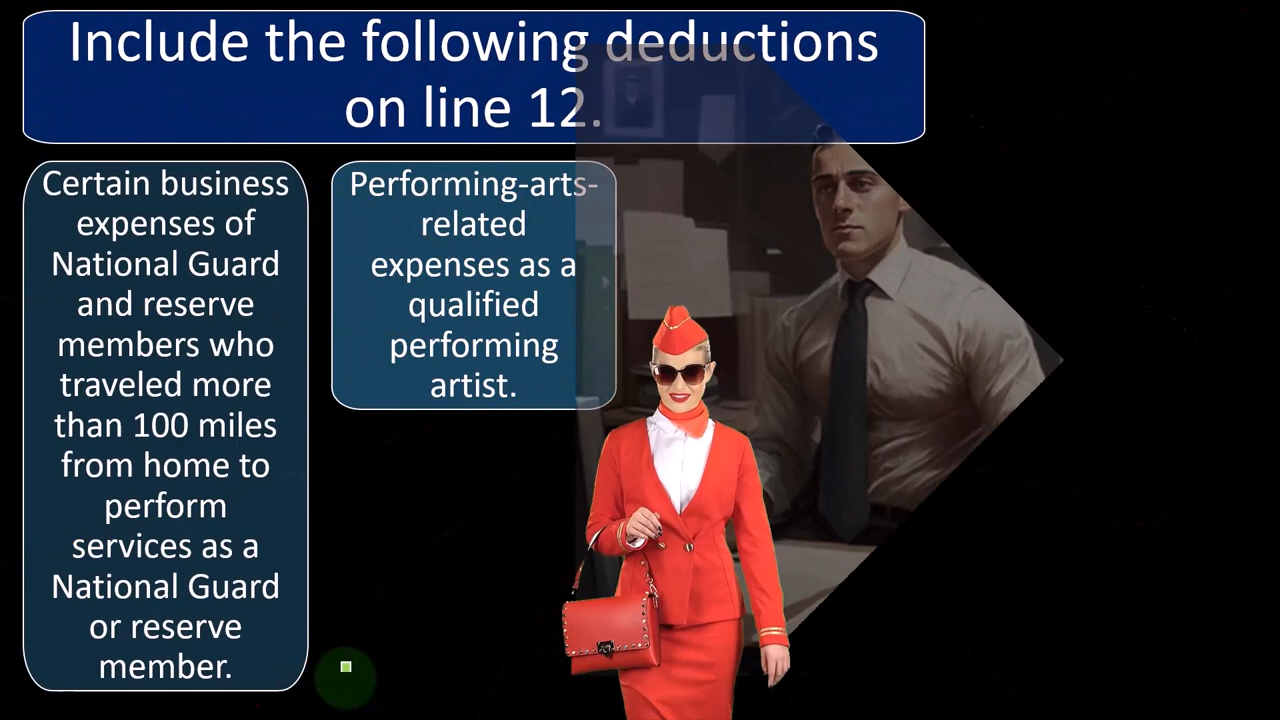 Include the following deductions
on line 12.
Certain business
expenses of
National Guard
and reserve
members who
traveled more
than 100 miles
from home to
perform
services as a
National Guard
or reserve
member.
Performing-arts-
related
expenses as a
qualified
performing
artist.